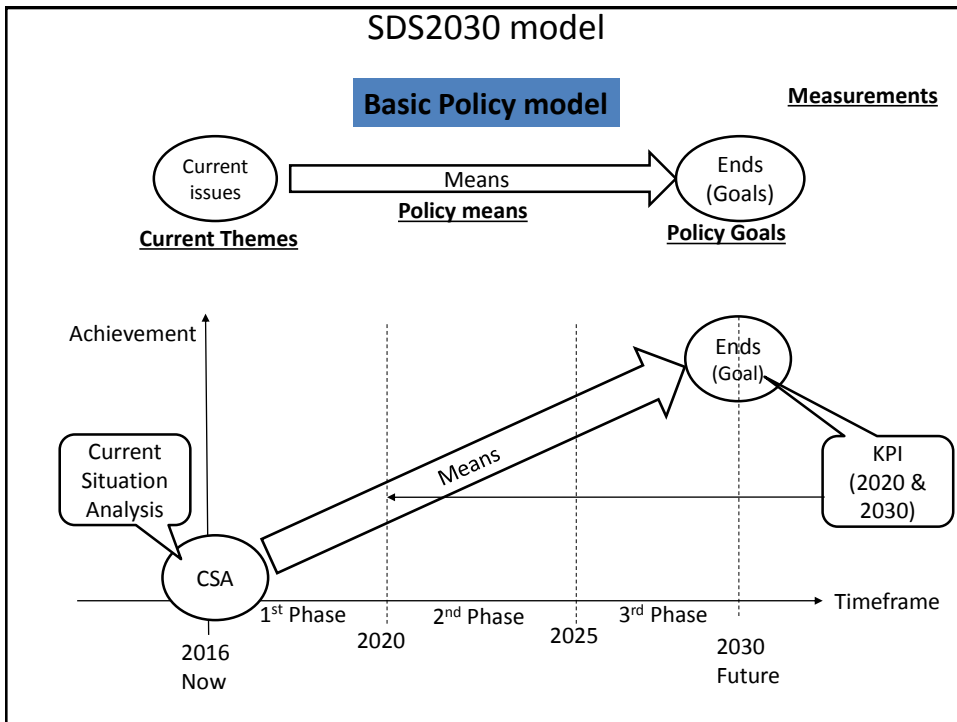 SDS2030 model
Basic Policy model
Measurements
Current
issues
Means
Ends
(Goals)
Policy means
Current Themes
Policy Goals
Achievement
Ends
(Goal)
Current
Situation
Analysis
Means
KPI
(2020 &
2030)
CSA
1st Phase
2nd Phase
3rd Phase
Timeframe
2020
2025
2016
Now
2030
Future